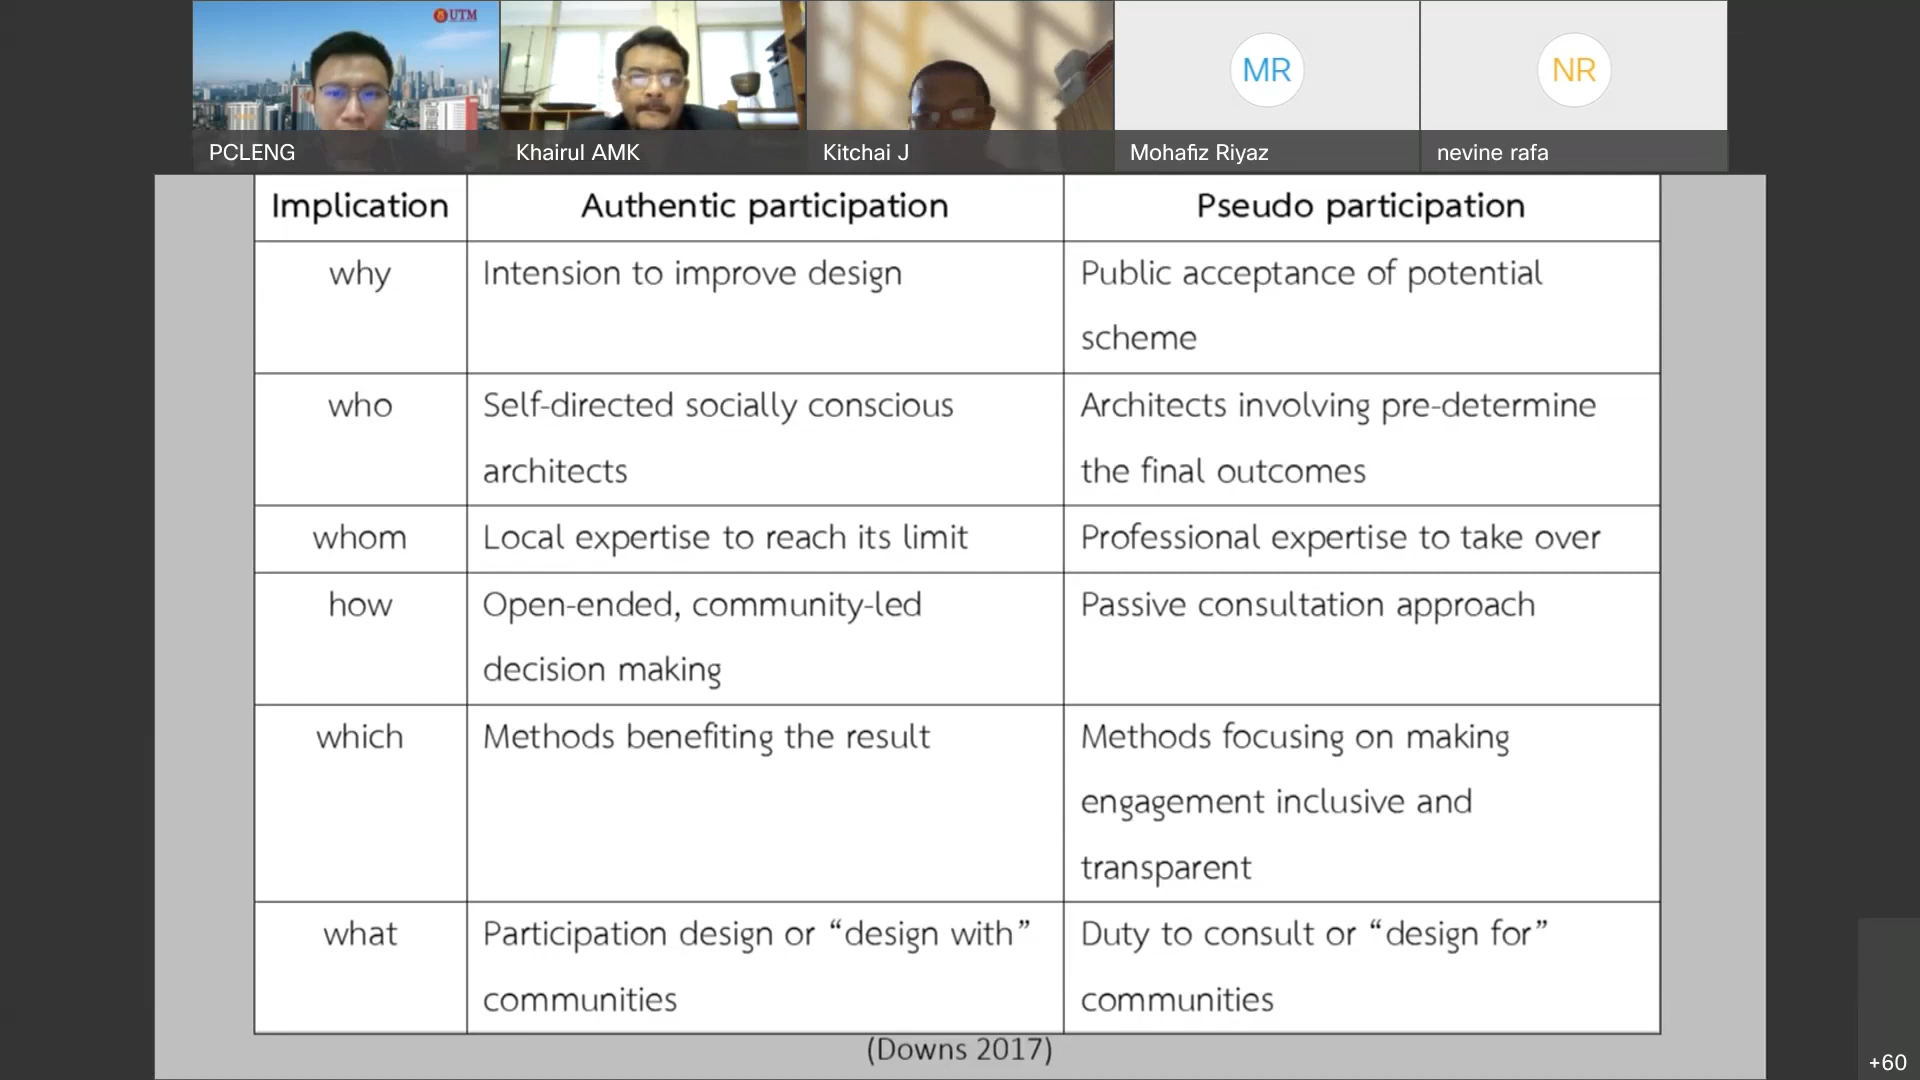 UTM
PCLENG
Khairul AMK
Kitchai J
MR
Mohafiz Riyaz
NR
nevine rafa
Implication
Authentic participation
Pseudo participation
why
Intension to improve design
Public acceptance of potential
scheme
who
Self-directed socially conscious
architects
Architects involving pre-determine
the final outcomes
whom
Local expertise to reach its limit
Professional expertise to take over
how
Open-ended, community-led
decision making
Passive consultation approach
which
Methods benefiting the result
Methods focusing on making
engagement inclusive and
transparent
what
Participation design or “design with”
communities
Duty to consult or “design for”
communities
(Downs 2017)
+60